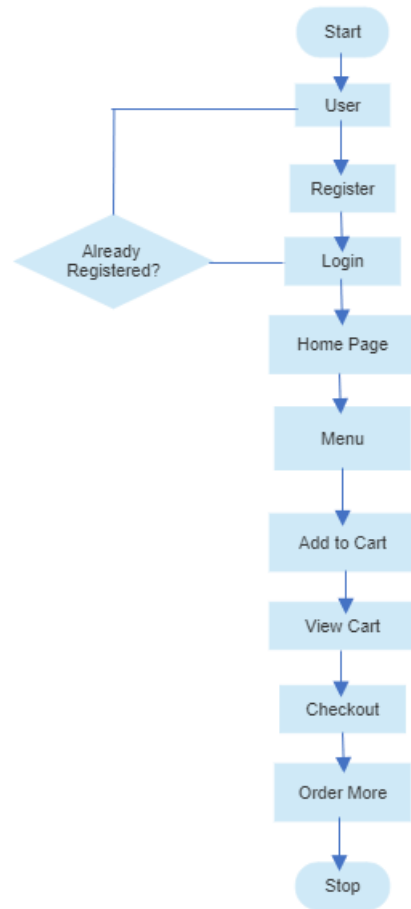 Start
User
Register
Already
Registered?
Login
Home Page
Menu
Add to Cart
View Cart
Checkout
Order More
Stop